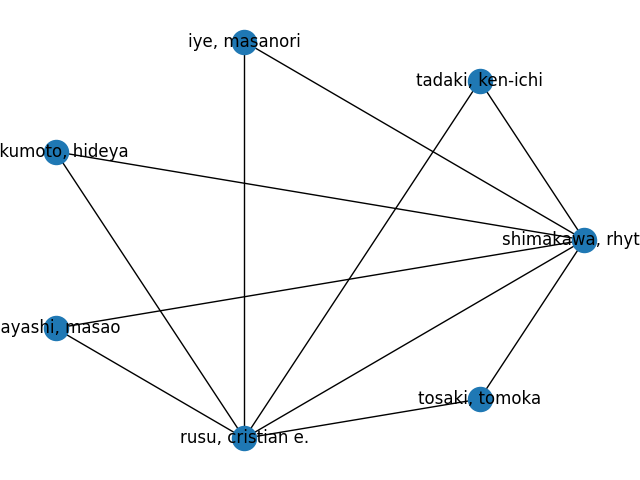 iye, masanori
tadaki, ken-ichi
kumoto, hideya
shimakawa, rhyt
ayashi, masao
tosaki, tomoka
rusu, cristian e.